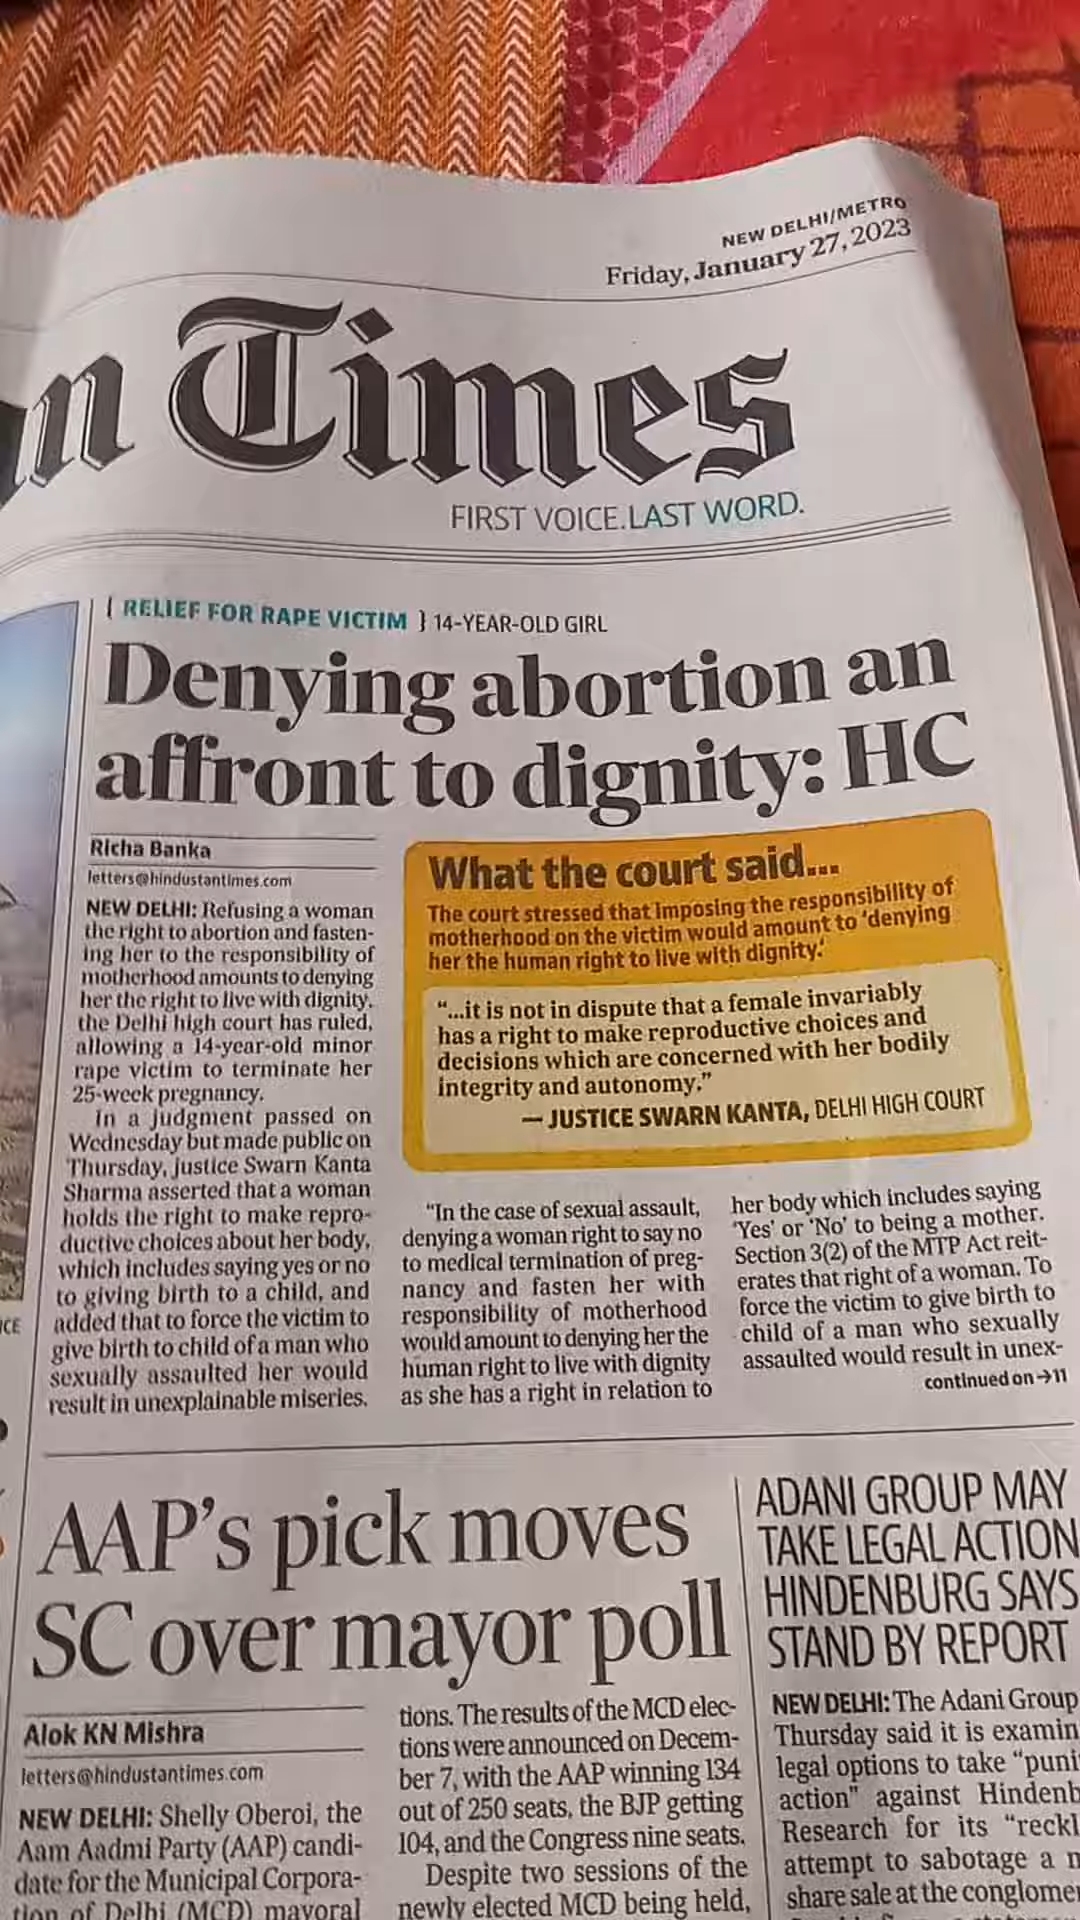 NEW DELHI/METRO
Friday, January 27, 2023
n Times
FIRST VOICE. LAST WORD.
{ RELIEF FOR RAPE VICTIM } 14-YEAR-OLD GIRL
Denying abortion an
affront to dignity: HC
Richa Banka
letters@hindustantimes.com
NEW DELHI: Refusing a woman
the right to abortion and fasten-
ing her to the responsibility of
motherhood amounts to denying
her the right to live with dignity,
the Delhi high court has ruled,
allowing a 14-year-old minor
rape victim to terminate her
25-week pregnancy.
In a judgment passed on
Wednesday but made public on
Thursday, justice Swarn Kanta
Sharma asserted that a woman
holds the right to make repro-
ductive choices about her body,
which includes saying yes or no
to giving birth to a child, and
added that to force the victim to
give birth to child of a man who
sexually assaulted her would
result in unexplainable miseries.
What the court said...
The court stressed that imposing the responsibility of
motherhood on the victim would amount to ‘denying
her the human right to live with dignity.’
“...it is not in dispute that a female invariably
has a right to make reproductive choices and
decisions which are concerned with her bodily
integrity and autonomy.”
— JUSTICE SWARN KANTA, DELHI HIGH COURT
“In the case of sexual assault,
denying a woman right to say no
to medical termination of preg-
nancy and fasten her with
responsibility of motherhood
would amount to denying her the
human right to live with dignity
as she has a right in relation to
her body which includes saying
‘Yes’ or ‘No’ to being a mother.
Section 3(2) of the MTP Act reit-
erates that right of a woman. To
force the victim to give birth to
child of a man who sexually
assaulted would result in unex-
continued on →11
AAP’s pick moves
SC over mayor poll
Alok KN Mishra
letters@hindustantimes.com
NEW DELHI: Shelly Oberoi, the
Aam Aadmi Party (AAP) candi-
date for the Municipal Corpora-
tion of Delhi (MCD) mayoral
tions. The results of the MCD elec-
tions were announced on Decem-
ber 7, with the AAP winning 134
out of 250 seats, the BJP getting
104, and the Congress nine seats.
Despite two sessions of the
newly elected MCD being held,
ADANI GROUP MAY
TAKE LEGAL ACTION
HINDENBURG SAYS
STAND BY REPORT
NEW DELHI: The Adani Group
Thursday said it is examin
legal options to take “puni
action” against Hindenb
Research for its “reckl
attempt to sabotage a
share sale at the conglome